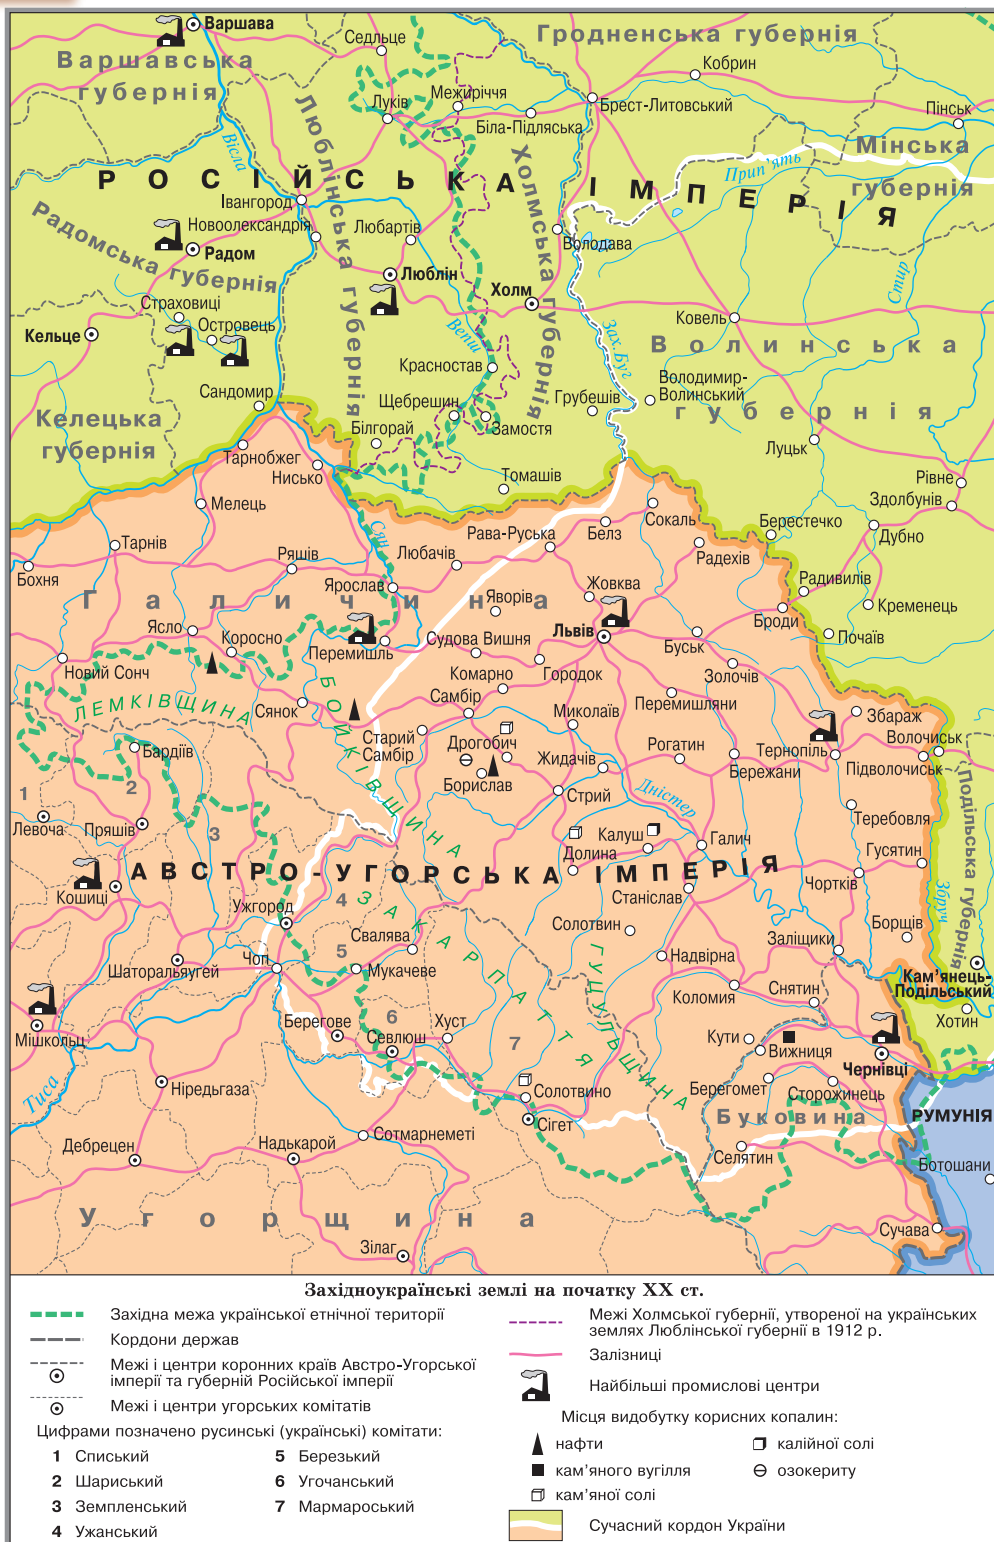 Варшава
Варшавська
губернія
Седльце
Гродненська губернія
Кобрин
Луків
Межиріччя
Брест-Литовський
Біла-Підляська
Пінськ
Мінська
губернія
Вісла
Люблінська губернія
Холмська губернія
Прип'ять
РОСІЙСЬКА ІМПЕРІЯ
Івангород
Новоолександрія
Любартів
Володава
Радомська губернія
Радом
Люблін
Холм
Стир
Страховиці
Островець
Кельце
Вепш
Зах. Буг
Ковель
Волинська
губернія
Красностав
Володимир-
Волинський
Сандомир
Щебрешин
Грубешів
Келецька
губернія
Білгорай
Замостя
Луцьк
Тарнобжег
Нисько
Томашів
Рівне
Здолбунів
Мелець
Сокаль
Берестечко
Дубно
Тарнів
Сян
Рава-Руська
Белз
Радехів
Бохня
Ряшів
Любачів
Ярослав
Жовква
Радивилів
Кременець
Галичина
Яворів
Броди
Почаїв
Ясло
Коросно
Перемишль
Судова Вишня
Львів
Буськ
Новий Сонч
Городок
Золочів
Комарно
ЛЕМКІВЩИНА
Сянок
БОЙКІВЩИНА
Самбір
Миколаїв
Перемишляни
Збараж
Бардіїв
Старий
Самбір
Дрогобич
Рогатин
Тернопіль
Волочиськ
Жидачів
Бережани
Підволочиськ
1
2
3
Борислав
Стрий
Дністер
Подільська губернія
Левоча
Пряшів
Теребовля
Калуш
Галич
Долина
Гусятин
АВСТРО-УГОРСЬКА ІМПЕРІЯ
Кошиці
Чортків
Станіслав
Збруч
Ужгород
4
ЗАКАРПАТТЯ
Солотвин
Борщів
Свалява
ГУЦУЛЬЩИНА
Заліщики
Шаторальяугей
Чоп
5
Мукачеве
Надвірна
Кам'янець-
Подільський
Коломия
Снятин
Хотин
Мішкольц
Берегове
6
Севлюш
Хуст
7
Кути
Вижниця
Чернівці
Тиса
Ніредьгаза
Солотвино
Берегомет
Сторожинець
Буковина
РУМУНІЯ
Сігет
Дебрецен
Надькарой
Сотмарнеметі
Селятин
Ботошани
Угорщина
Сучава
Зілаг
Західноукраїнські землі на початку XX ст.
Західна межа української етнічної території
Кордони держав
Межі і центри коронних країв Австро-Угорської
імперії та губерній Російської імперії
Межі і центри угорських комітатів
Цифрами позначено русинські (українські) комітати:
1 Списький
2 Шариський
3 Земпленський
4 Ужанський
5 Березький
6 Угочанський
7 Мармароський
Межі Холмської губернії, утвореної на українських
землях Люблінської губернії в 1912 р.
Залізниці
Найбільші промислові центри
Місця видобутку корисних копалин:
нафти
кам'яного вугілля
кам'яної солі
калійної солі
озокериту
Сучасний кордон України